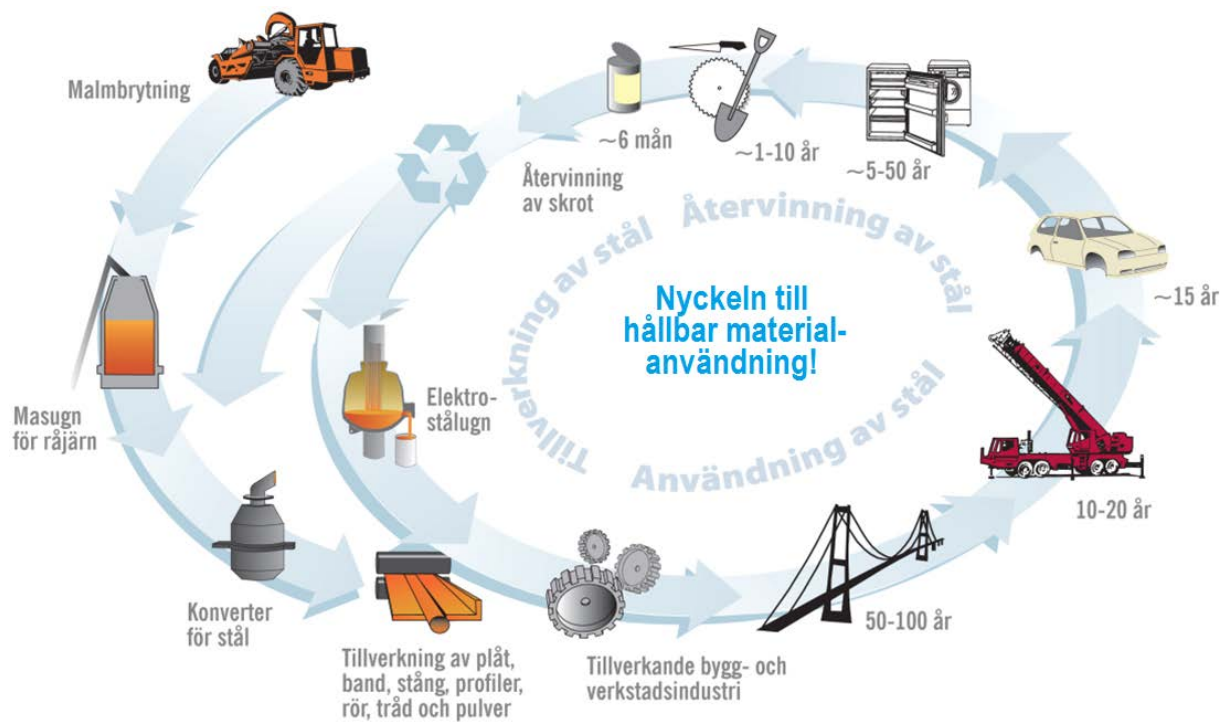 Malmbrytning
~6 mån
~1-10 år
~5-50 år
Återvinning
av skrot
~15 år
Tillverkning av stål
Återvinning av stål
Användning av stål
Nyckeln till
hållbar material-
användning!
Masugn
för råjärn
Elektro-
stålugn
10-20 år
Konverter
för stål
50-100 år
Tillverkning av plåt,
band, stång, profiler,
rör, tråd och pulver
Tillverkande bygg- och
verkstadsindustri